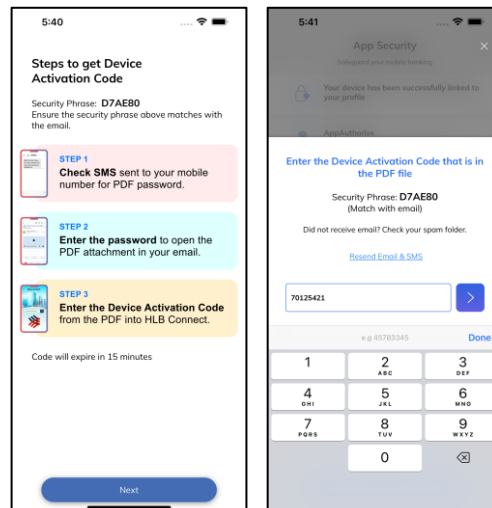 5:40
Steps to get Device
Activation Code
Security Phrase: D7AE80
Ensure the security phrase above matches with
the email.
STEP 1
Check SMS sent to your mobile
number for PDF password.
STEP 2
Enter the password to open the
PDF attachment in your email.
STEP 3
Enter the Device Activation Code
from the PDF into HLB Connect.
Code will expire in 15 minutes
Next
5:41
App Security
Safeguard your mobile banking
Your device has been successfully linked to
your profile
AppAuthorise
Enter the Device Activation Code that is in
the PDF file
Security Phrase: D7AE80
(Match with email)
Did not receive email? Check your spam folder.
Resend Email & SMS
70125421
e.g 45783345
Done
1
2
ABC
3
DEF
4
GHI
5
JKL
6
MNO
7
PQRS
8
TUV
9
WXYZ
0